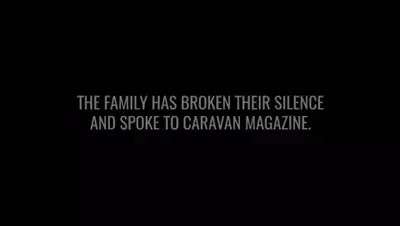 THE FAMILY HAS BROKEN THEIR SILENCE
AND SPOKE TO CARAVAN MAGAZINE.